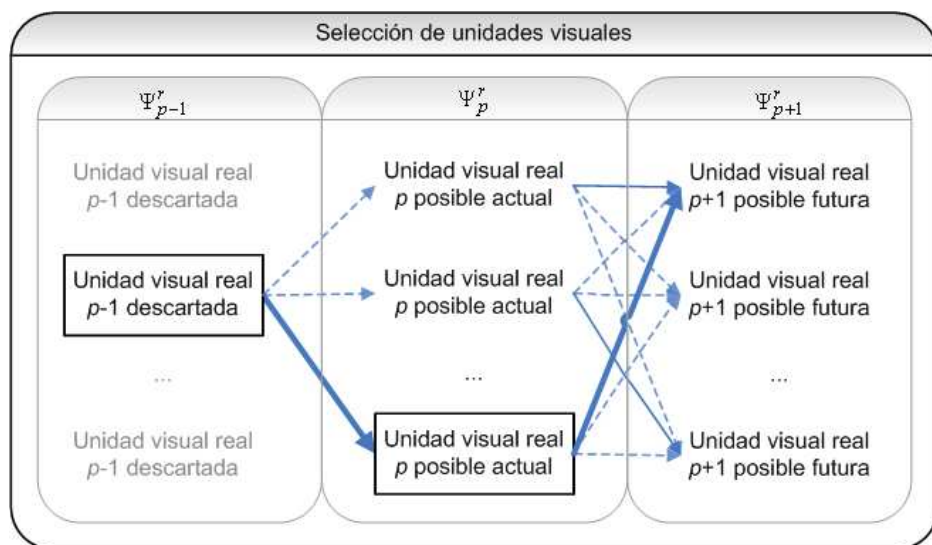 Selección de unidades visuales
Ψ^r_{p-1}
Ψ^r_p
Ψ^r_{p+1}
Unidad visual real
p-1 descartada
Unidad visual real
p posible actual
Unidad visual real
p+1 posible futura
Unidad visual real
p-1 descartada
Unidad visual real
p posible actual
Unidad visual real
p+1 posible futura
...
...
...
Unidad visual real
p-1 descartada
Unidad visual real
p posible actual
Unidad visual real
p+1 posible futura